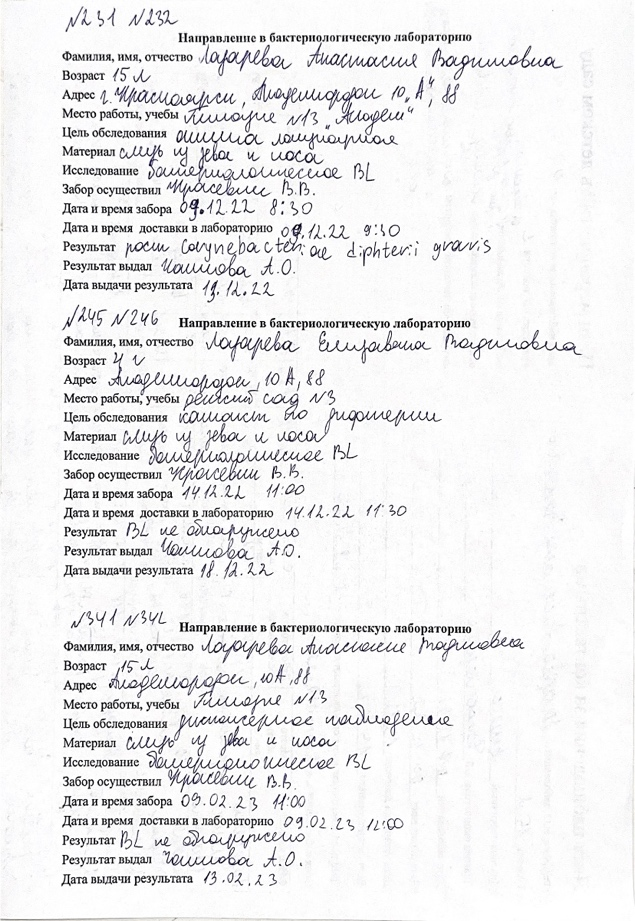 №231 №232
Направление в бактериологическую лабораторию
Фамилия, имя, отчество Лазарева Анастасия Вадимовна
Возраст 15 л
Адрес г. Красноярск, Академгородок 10 „А“, 88
Место работы, учебы Гимназия №13 „Академ“
Цель обследования ангина лакунарная
Материал слизь из зева и носа
Исследование бактериологическое BL
Забор осуществил Красевич В.В.
Дата и время забора 09.12.22 8:30
Дата и время доставки в лабораторию 09.12.22 9:30
Результат рост Corynebacteriae diphteri gravis
Результат выдал А.О.
Дата выдачи результата 13.12.22
№245 №246
Направление в бактериологическую лабораторию
Фамилия, имя, отчество Лазарева Елизавета Вадимовна
Возраст 4 г
Адрес Академгородок, 10 А, 88
Место работы, учебы детский сад №3
Цель обследования контакт по дифтерии
Материал слизь из зева и носа
Исследование бактериологическое BL
Забор осуществил Красевич В.В.
Дата и время забора 14.12.22 11:00
Дата и время доставки в лабораторию 14.12.22 11:30
Результат BL не обнаружено
Результат выдал А.О.
Дата выдачи результата 18.12.22
№341 №342
Направление в бактериологическую лабораторию
Фамилия, имя, отчество Лазарева Анастасия Вадимовна
Возраст 15 л
Адрес Академгородок, 10А, 88
Место работы, учебы Гимназия №13
Цель обследования диспансерное наблюдение
Материал слизь из зева и носа
Исследование бактериологическое BL
Забор осуществил Красевич В.В.
Дата и время забора 09.02.23 11:00
Дата и время доставки в лабораторию 09.02.23 12:00
Результат BL не обнаружено
Результат выдал А.О.
Дата выдачи результата 13.02.23